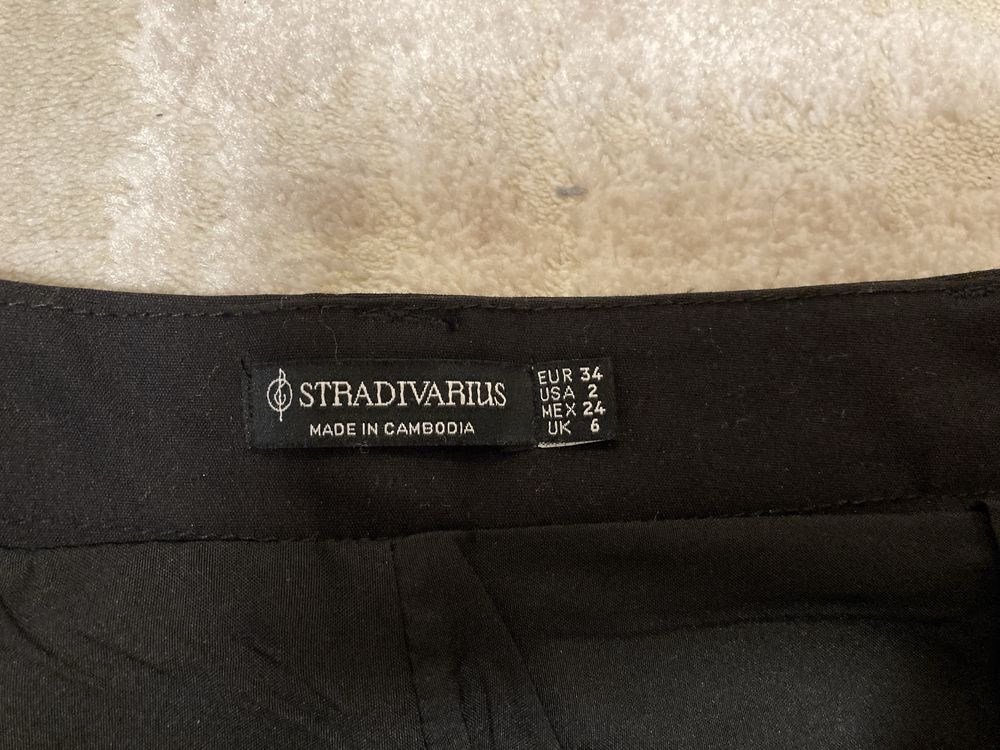 STRADIVARIUS
MADE IN CAMBODIA
EUR 34
USA 2
MEX 24
UK 6